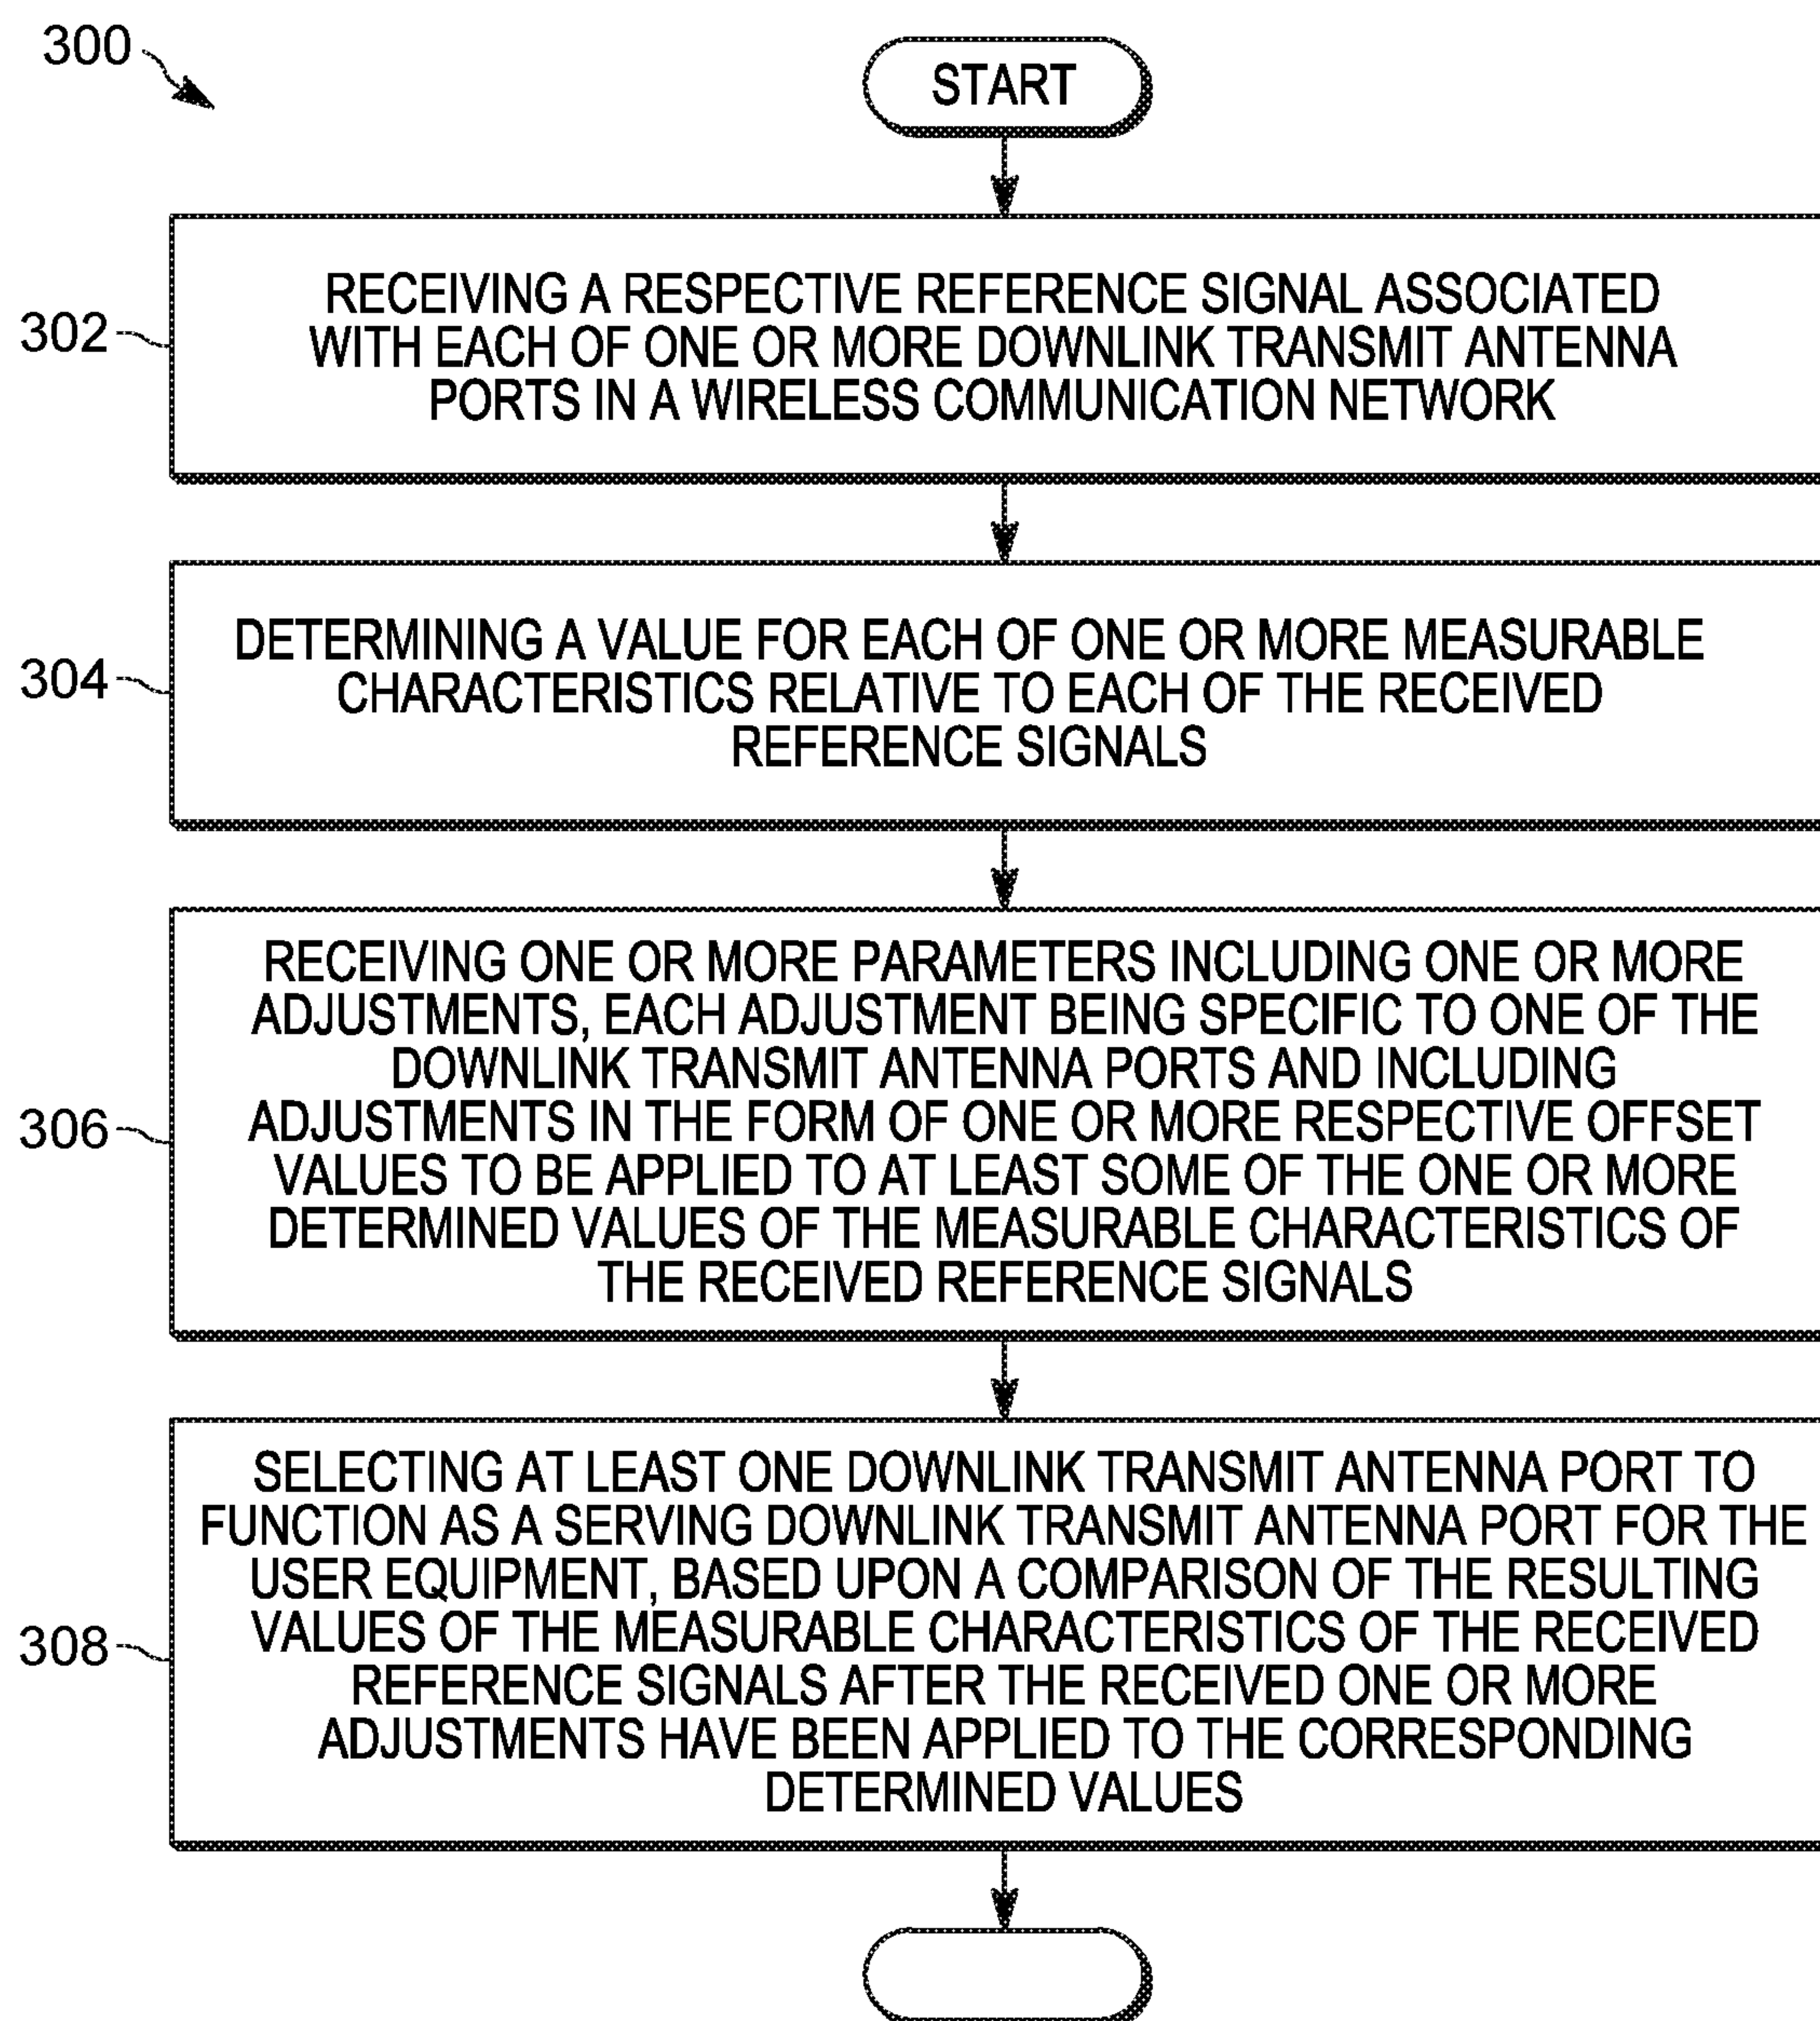 300
START
302
RECEIVING A RESPECTIVE REFERENCE SIGNAL ASSOCIATED
WITH EACH OF ONE OR MORE DOWNLINK TRANSMIT ANTENNA
PORTS IN A WIRELESS COMMUNICATION NETWORK
304
DETERMINING A VALUE FOR EACH OF ONE OR MORE MEASURABLE
CHARACTERISTICS RELATIVE TO EACH OF THE RECEIVED
REFERENCE SIGNALS
306
RECEIVING ONE OR MORE PARAMETERS INCLUDING ONE OR MORE
ADJUSTMENTS, EACH ADJUSTMENT BEING SPECIFIC TO ONE OF THE
DOWNLINK TRANSMIT ANTENNA PORTS AND INCLUDING
ADJUSTMENTS IN THE FORM OF ONE OR MORE RESPECTIVE OFFSET
VALUES TO BE APPLIED TO AT LEAST SOME OF THE ONE OR MORE
DETERMINED VALUES OF THE MEASURABLE CHARACTERISTICS OF
THE RECEIVED REFERENCE SIGNALS
308
SELECTING AT LEAST ONE DOWNLINK TRANSMIT ANTENNA PORT TO
FUNCTION AS A SERVING DOWNLINK TRANSMIT ANTENNA PORT FOR THE
USER EQUIPMENT, BASED UPON A COMPARISON OF THE RESULTING
VALUES OF THE MEASURABLE CHARACTERISTICS OF THE RECEIVED
REFERENCE SIGNALS AFTER THE RECEIVED ONE OR MORE
ADJUSTMENTS HAVE BEEN APPLIED TO THE CORRESPONDING
DETERMINED VALUES